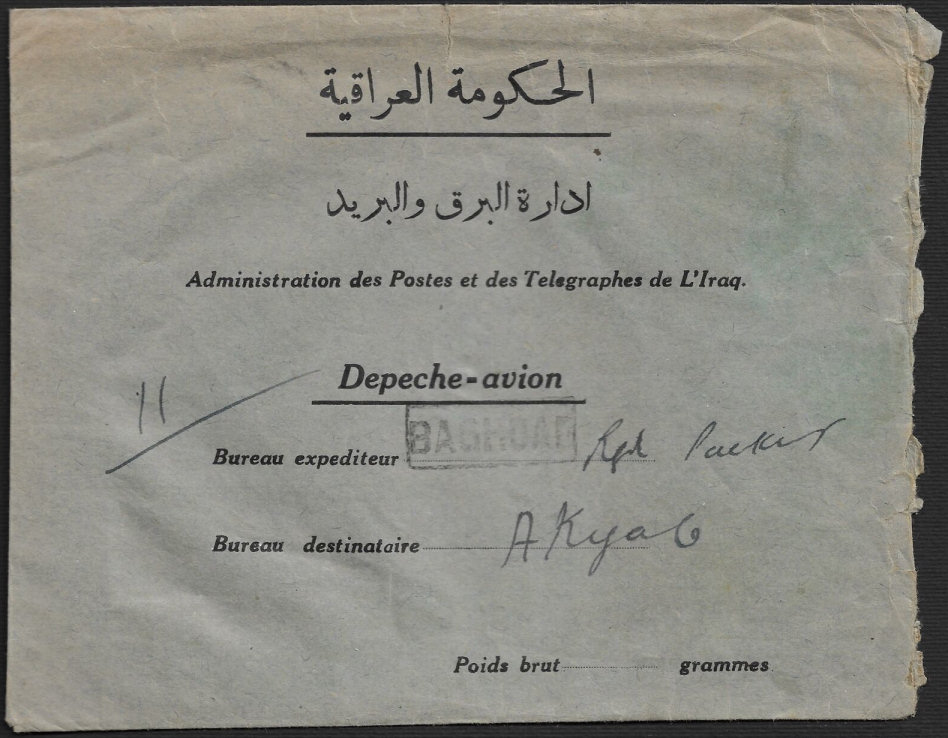 الحكومة العراقية
ادارة البرق والبريد
Administration des Postes et des Telegraphes de L'Iraq.
Depeche-avion
11
BAGHDAD
Bureau expediteur Rgd Packet
Bureau destinataire Akyab
Poids brut grammes